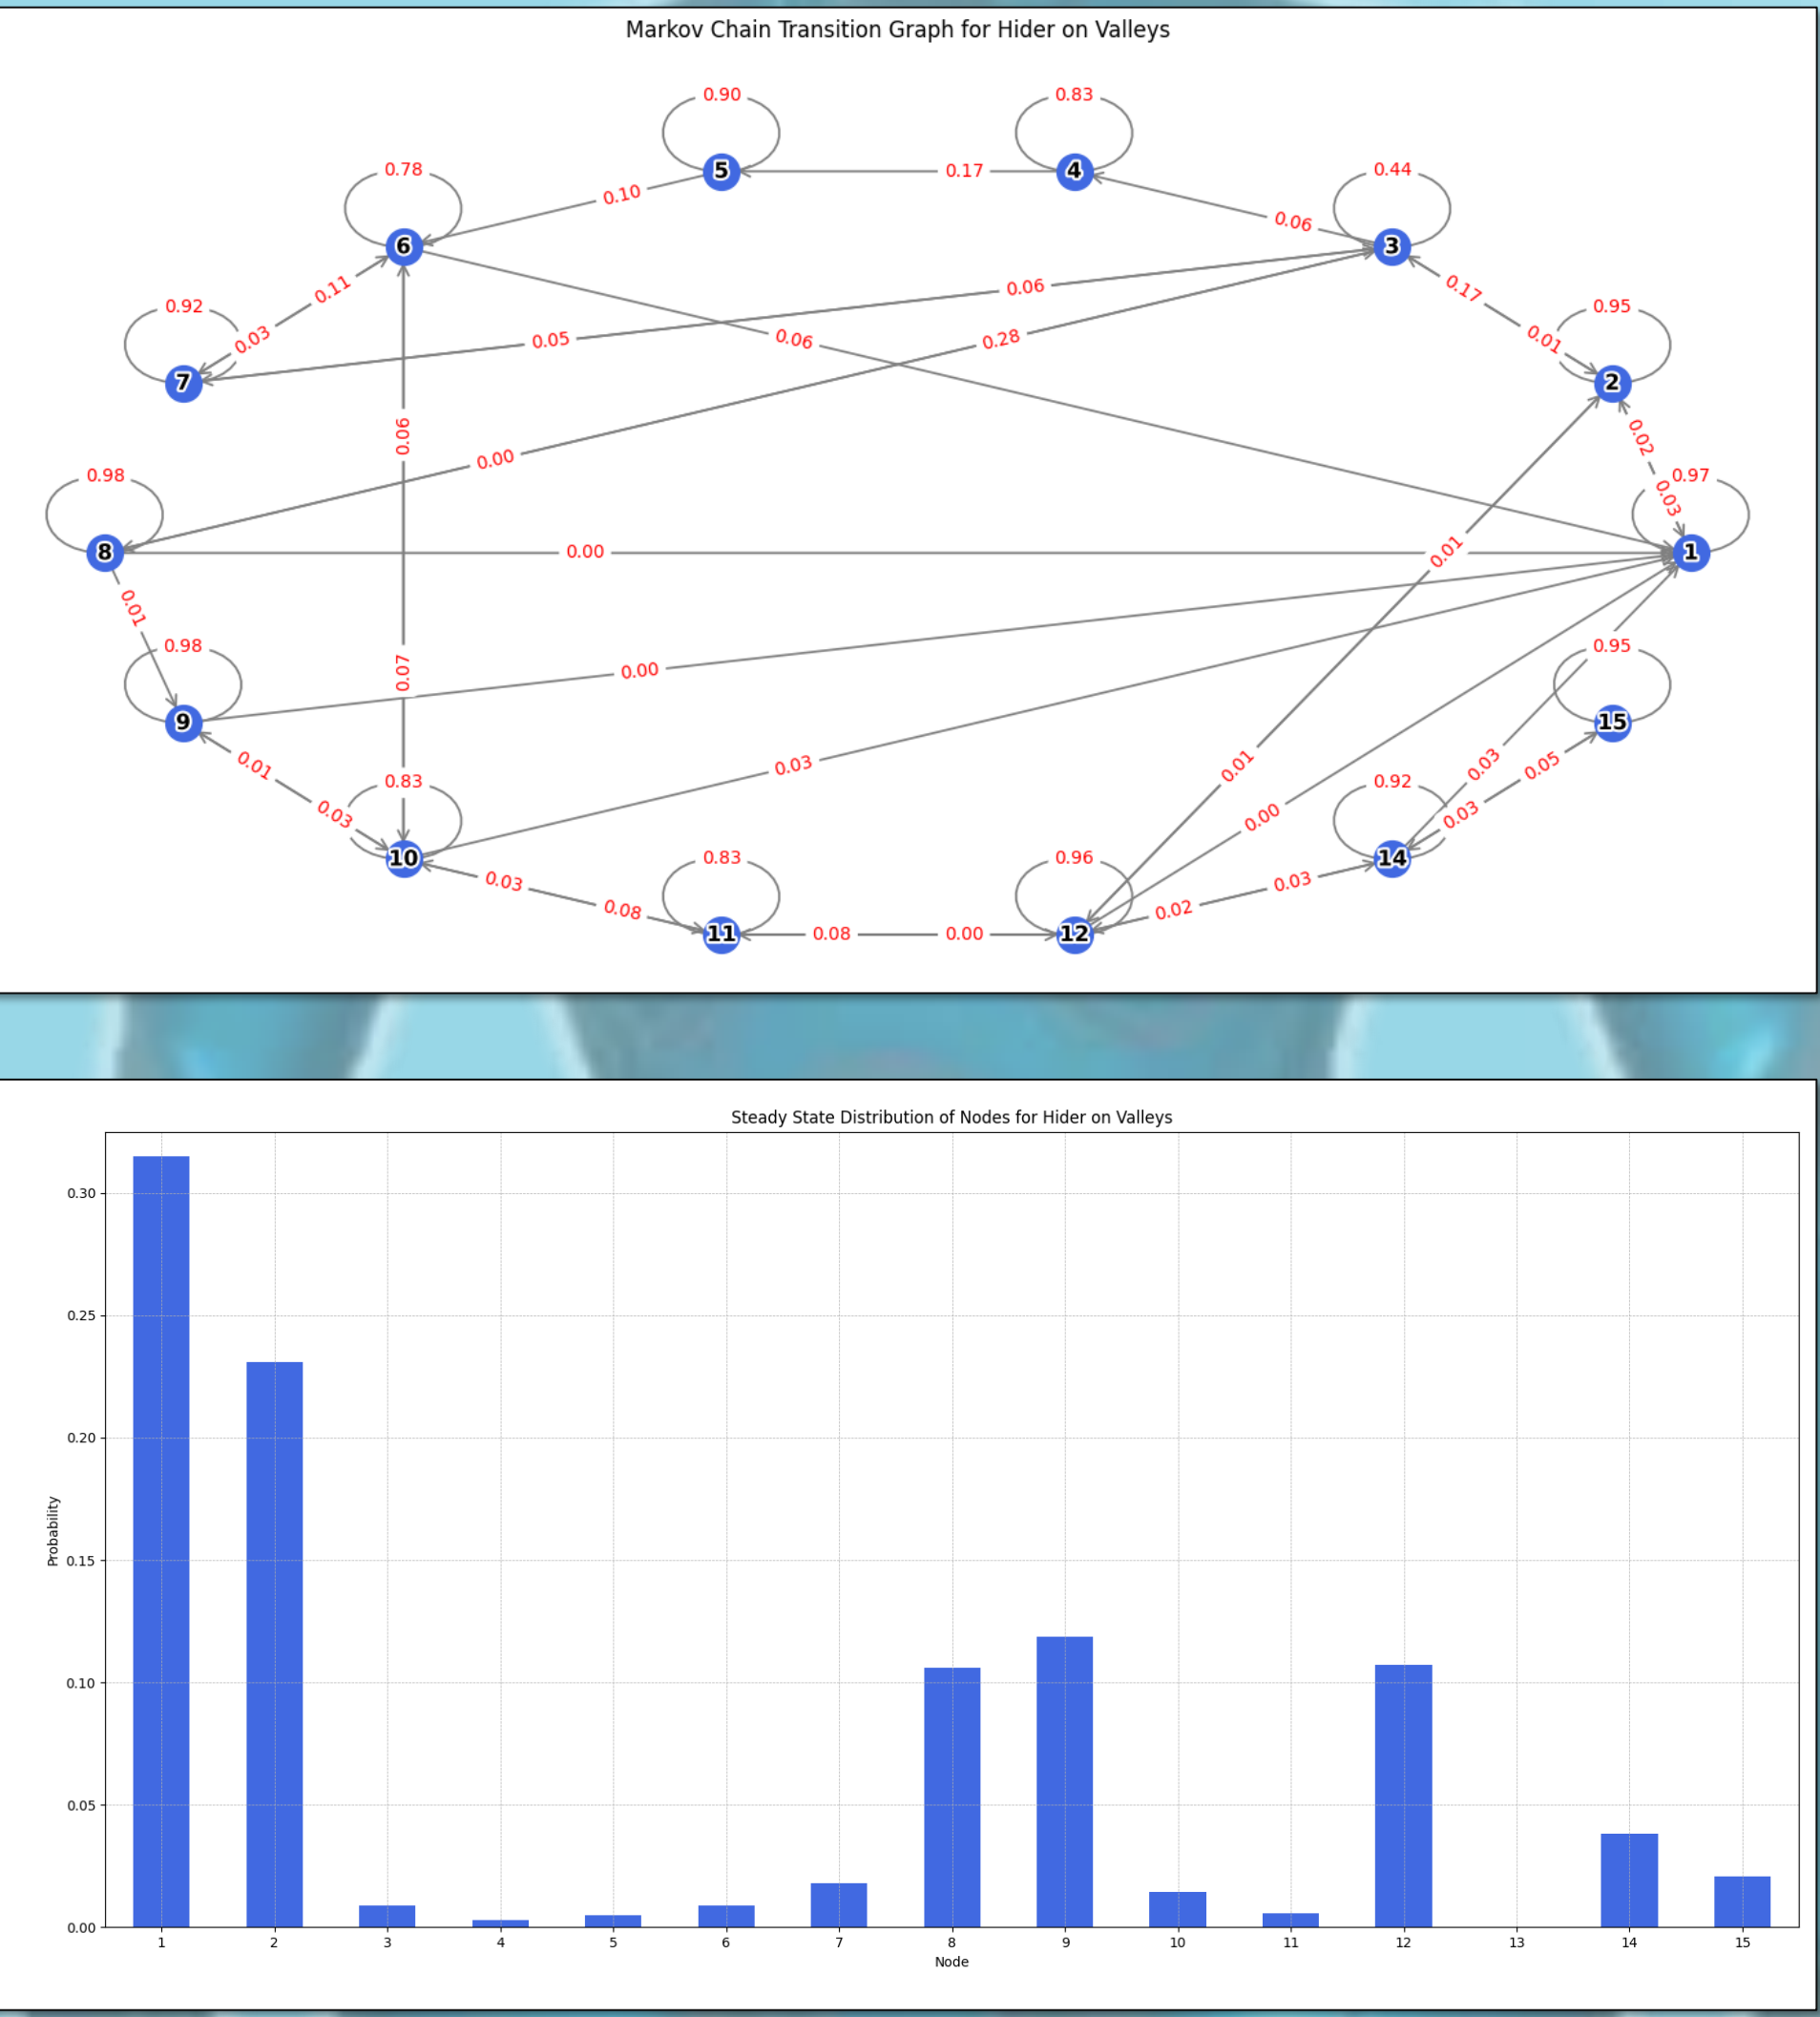 Markov Chain Transition Graph for Hider on Valleys
0.90 0.83
0.78 0.44
5 0.17 4
0.10 0.06
6 3
0.11 0.06 0.17
0.92 0.03 0.05 0.06 0.28 0.01 0.95
7 2
0.06 0.00 0.02
0.98 0.03 0.97
8 0.00 0.01 1
0.01
0.98 0.07 0.00 0.95
9 15
0.01 0.03 0.01 0.03 0.05
0.03 0.83 0.00 0.92 0.03
10 0.83 0.96 14
0.03 0.03
0.08 0.02
11 0.08 0.00 12
Steady State Distribution of Nodes for Hider on Valleys
0.30
0.25
0.20
0.15
0.10
0.05
0.00
Probability
1 2 3 4 5 6 7 8 9 10 11 12 13 14 15
Node